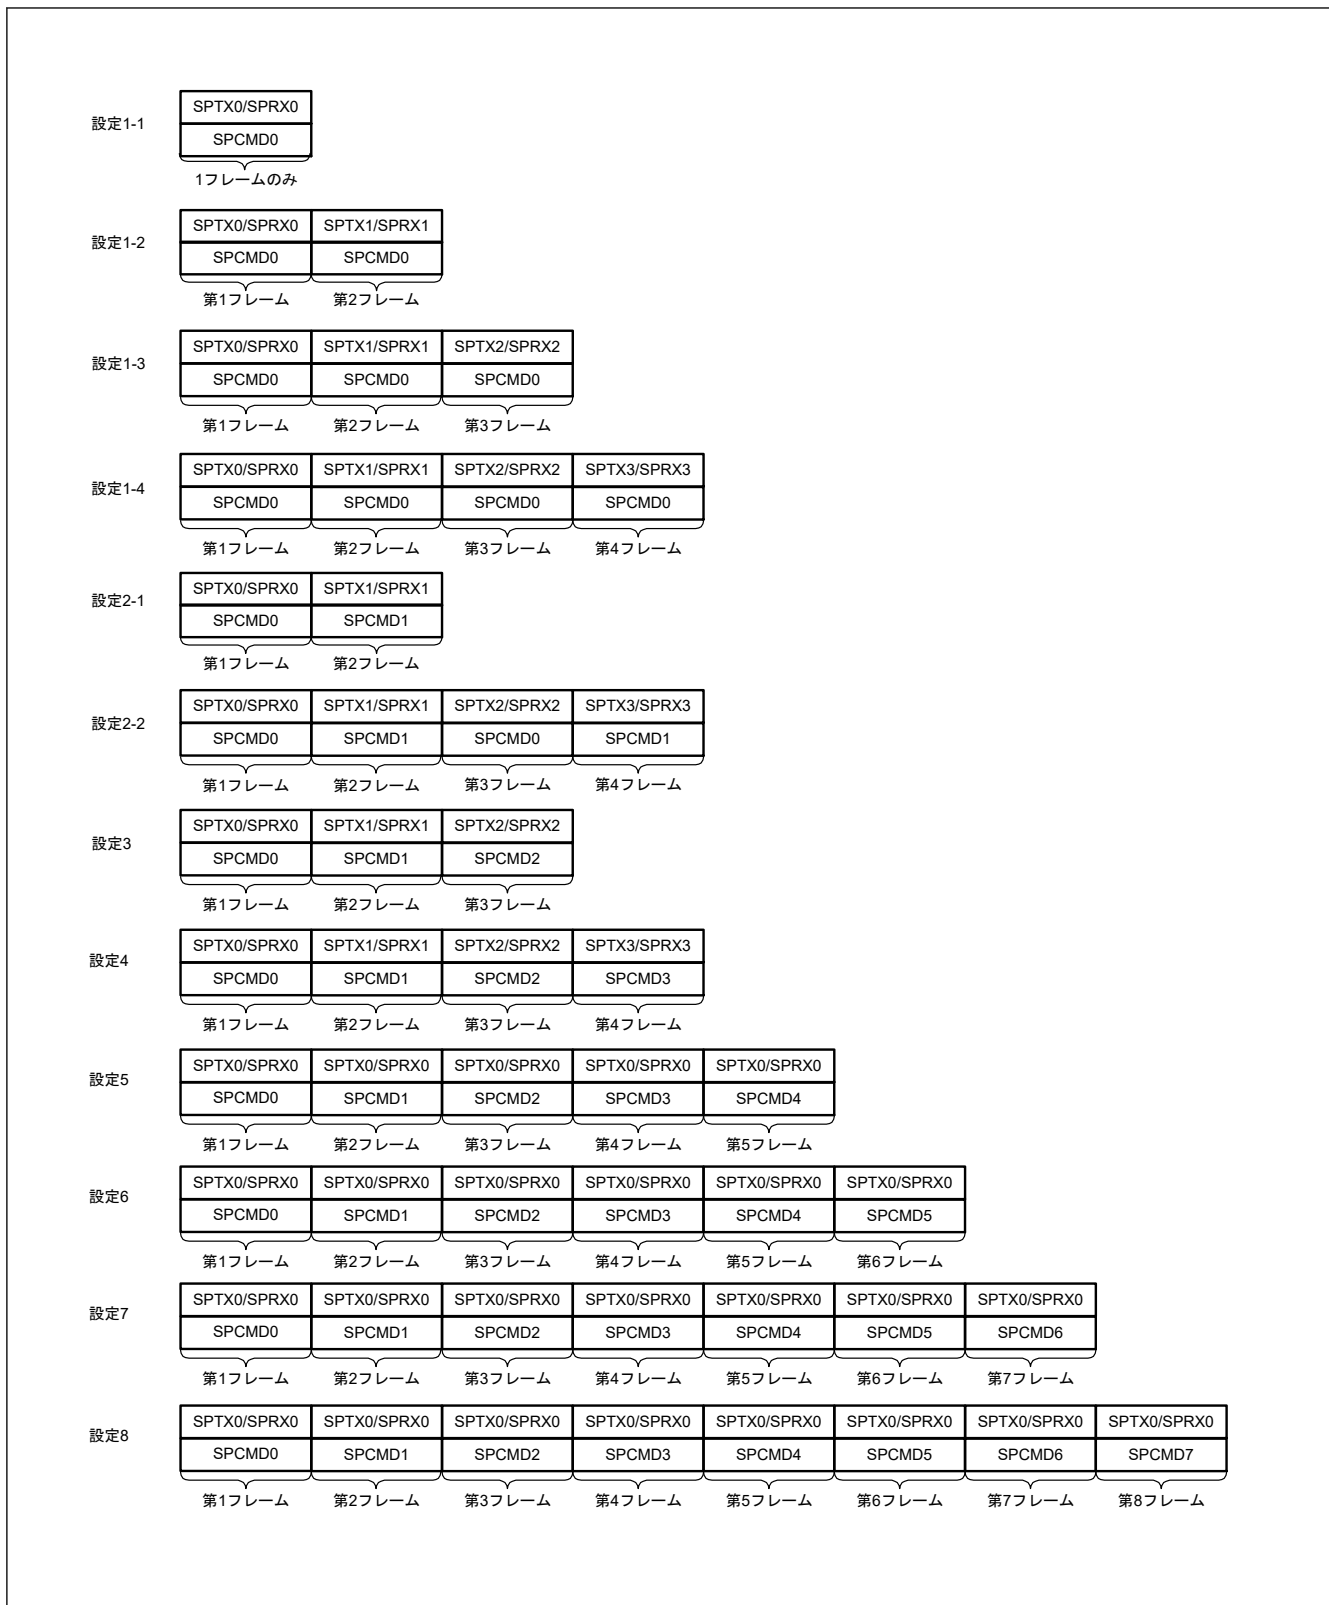 設定1-1
SPTX0/SPRX0
SPCMD0
1フレームのみ
設定1-2
SPTX0/SPRX0 SPTX1/SPRX1
SPCMD0 SPCMD0
第1フレーム 第2フレーム
設定1-3
SPTX0/SPRX0 SPTX1/SPRX1 SPTX2/SPRX2
SPCMD0 SPCMD0 SPCMD0
第1フレーム 第2フレーム 第3フレーム
設定1-4
SPTX0/SPRX0 SPTX1/SPRX1 SPTX2/SPRX2 SPTX3/SPRX3
SPCMD0 SPCMD0 SPCMD0 SPCMD0
第1フレーム 第2フレーム 第3フレーム 第4フレーム
設定2-1
SPTX0/SPRX0 SPTX1/SPRX1
SPCMD0 SPCMD1
第1フレーム 第2フレーム
設定2-2
SPTX0/SPRX0 SPTX1/SPRX1 SPTX2/SPRX2 SPTX3/SPRX3
SPCMD0 SPCMD1 SPCMD0 SPCMD1
第1フレーム 第2フレーム 第3フレーム 第4フレーム
設定3
SPTX0/SPRX0 SPTX1/SPRX1 SPTX2/SPRX2
SPCMD0 SPCMD1 SPCMD2
第1フレーム 第2フレーム 第3フレーム
設定4
SPTX0/SPRX0 SPTX1/SPRX1 SPTX2/SPRX2 SPTX3/SPRX3
SPCMD0 SPCMD1 SPCMD2 SPCMD3
第1フレーム 第2フレーム 第3フレーム 第4フレーム
設定5
SPTX0/SPRX0 SPTX0/SPRX0 SPTX0/SPRX0 SPTX0/SPRX0 SPTX0/SPRX0
SPCMD0 SPCMD1 SPCMD2 SPCMD3 SPCMD4
第1フレーム 第2フレーム 第3フレーム 第4フレーム 第5フレーム
設定6
SPTX0/SPRX0 SPTX0/SPRX0 SPTX0/SPRX0 SPTX0/SPRX0 SPTX0/SPRX0 SPTX0/SPRX0
SPCMD0 SPCMD1 SPCMD2 SPCMD3 SPCMD4 SPCMD5
第1フレーム 第2フレーム 第3フレーム 第4フレーム 第5フレーム 第6フレーム
設定7
SPTX0/SPRX0 SPTX0/SPRX0 SPTX0/SPRX0 SPTX0/SPRX0 SPTX0/SPRX0 SPTX0/SPRX0 SPTX0/SPRX0
SPCMD0 SPCMD1 SPCMD2 SPCMD3 SPCMD4 SPCMD5 SPCMD6
第1フレーム 第2フレーム 第3フレーム 第4フレーム 第5フレーム 第6フレーム 第7フレーム
設定8
SPTX0/SPRX0 SPTX0/SPRX0 SPTX0/SPRX0 SPTX0/SPRX0 SPTX0/SPRX0 SPTX0/SPRX0 SPTX0/SPRX0 SPTX0/SPRX0
SPCMD0 SPCMD1 SPCMD2 SPCMD3 SPCMD4 SPCMD5 SPCMD6 SPCMD7
第1フレーム 第2フレーム 第3フレーム 第4フレーム 第5フレーム 第6フレーム 第7フレーム 第8フレーム